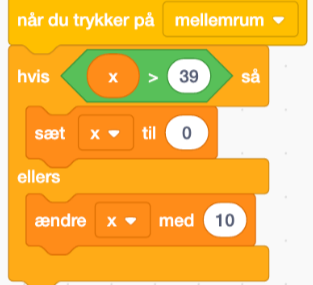 når du trykker på mellemrum
hvis x > 39 så
sæt x til 0
ellers
ændre x med 10